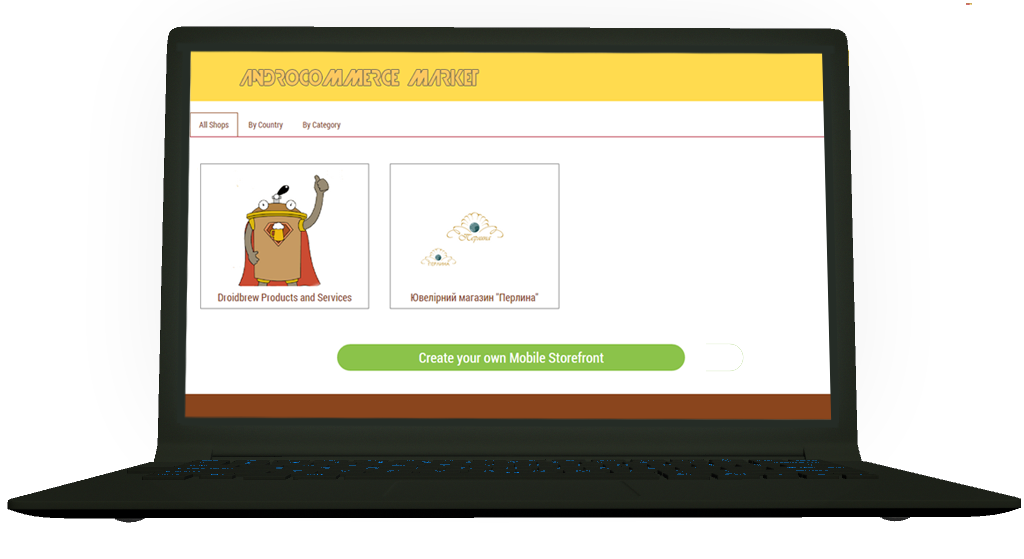 ANDROCOMMERCE MARKET
All Shops
By Country
By Category
Перлина
Droidbrew Products and Services
Ювелірний магазин "Перлина"
Create your own Mobile Storefront